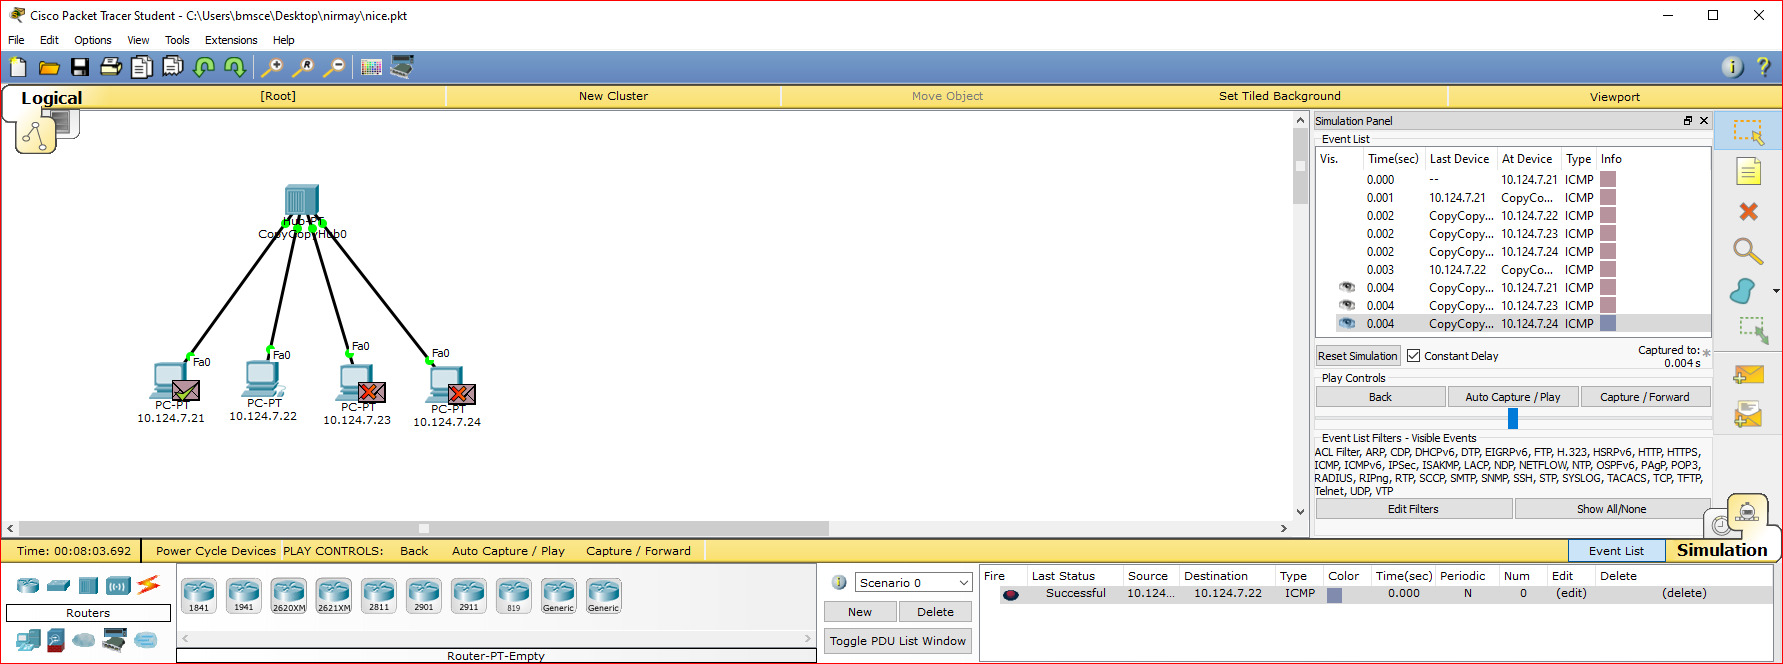 Cisco Packet Tracer Student - C:\Users\bmsce\Desktop\nirmay\nice.pkt
File Edit Options View Tools Extensions Help
Logical [Root] New Cluster Move Object Set Tiled Background Viewport
Hub-PT
CopyCopyHub0
Fa0 Fa0 Fa0 Fa0
PC-PT PC-PT PC-PT PC-PT
10.124.7.21 10.124.7.22 10.124.7.23 10.124.7.24
Simulation Panel
Event List
Vis. Time(sec) Last Device At Device Type Info
0.000 -- 10.124.7.21 ICMP
0.001 10.124.7.21 CopyCo... ICMP
0.002 CopyCopy... 10.124.7.22 ICMP
0.002 CopyCopy... 10.124.7.23 ICMP
0.002 CopyCopy... 10.124.7.24 ICMP
0.003 10.124.7.22 CopyCo... ICMP
0.004 CopyCopy... 10.124.7.21 ICMP
0.004 CopyCopy... 10.124.7.23 ICMP
0.004 CopyCopy... 10.124.7.24 ICMP
Reset Simulation Constant Delay Captured to: *
0.004 s
Play Controls
Back Auto Capture / Play Capture / Forward
Event List Filters - Visible Events
ACL Filter, ARP, CDP, DHCPv6, DTP, EIGRPv6, FTP, H.323, HSRPv6, HTTP, HTTPS,
ICMP, ICMPv6, IPSec, ISAKMP, LACP, NDP, NETFLOW, NTP, OSPFv6, PAgP, POP3,
RADIUS, RIPng, RTP, SCCP, SMTP, SNMP, SSH, STP, SYSLOG, TACACS, TCP, TFTP,
Telnet, UDP, VTP
Edit Filters Show All/None
Time: 00:08:03.692 Power Cycle Devices PLAY CONTROLS: Back Auto Capture / Play Capture / Forward Event List Simulation
Routers
1841 1941 2620XM 2621XM 2811 2901 2911 819 Generic Generic
Router-PT-Empty
Scenario 0
New Delete
Toggle PDU List Window
Fire Last Status Source Destination Type Color Time(sec) Periodic Num Edit Delete
Successful 10.124... 10.124.7.22 ICMP 0.000 N 0 (edit) (delete)